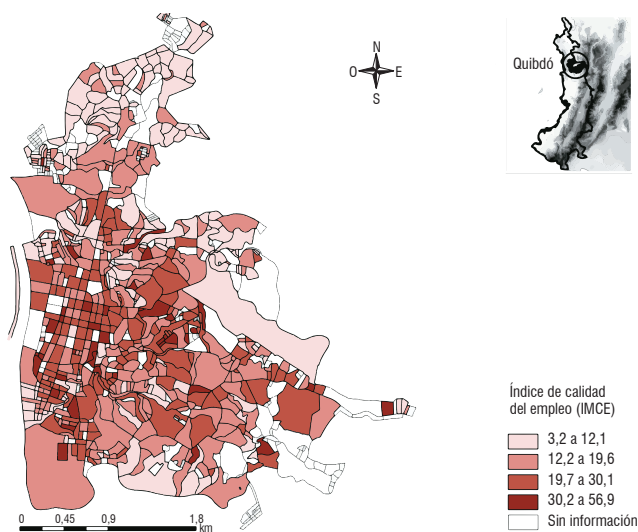 N
O E
S
Quibdó
Índice de calidad
del empleo (IMCE)
3,2 a 12,1
12,2 a 19,6
19,7 a 30,1
30,2 a 56,9
Sin información
0 0,45 0,9 1,8
km